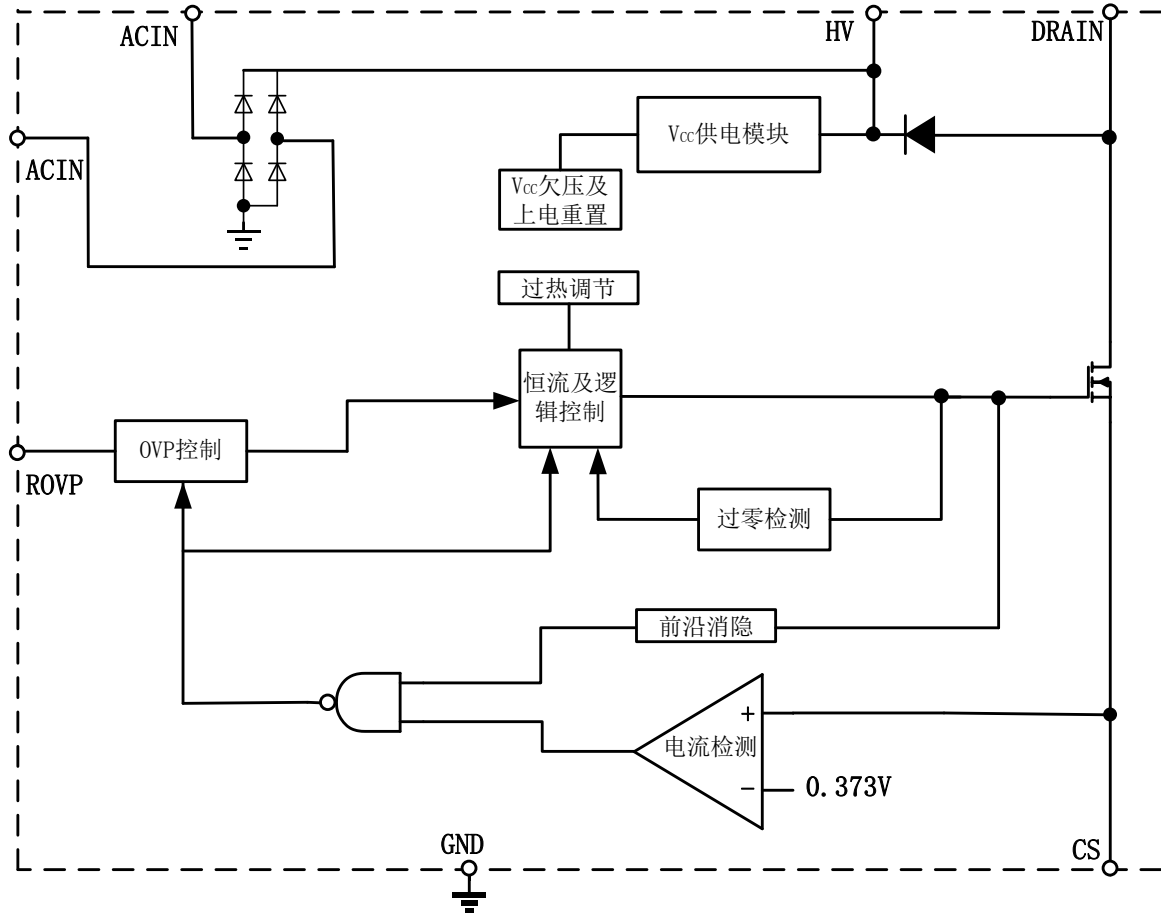 ACIN
HV
DRAIN
Vcc供电模块
ACIN
Vcc欠压及
上电重置
过热调节
恒流及逻
辑控制
OVP控制
ROVP
过零检测
前沿消隐
+
电流检测
−
0.373V
GND
CS